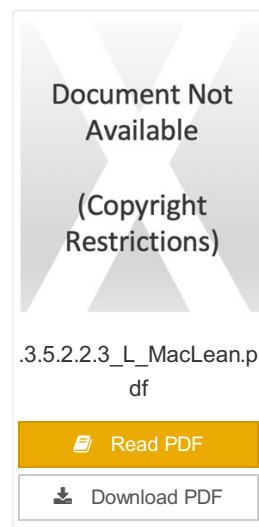 Document Not
Available
(Copyright
Restrictions)
.3.5.2.2.3_L_MacLean.p
df
Read PDF
Download PDF